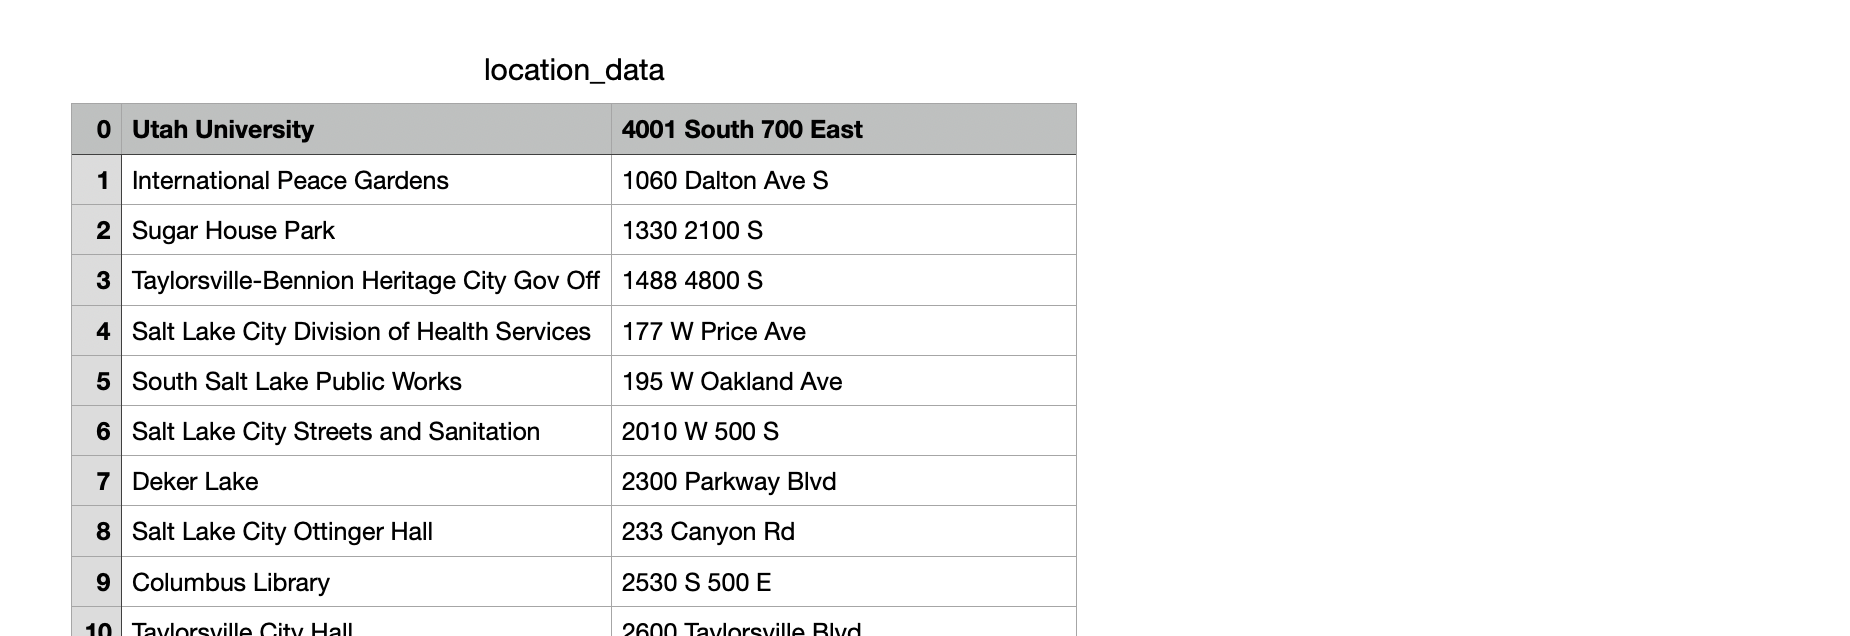 location_data
0 Utah University 4001 South 700 East
1 International Peace Gardens 1060 Dalton Ave S
2 Sugar House Park 1330 2100 S
3 Taylorsville-Bennion Heritage City Gov Off 1488 4800 S
4 Salt Lake City Division of Health Services 177 W Price Ave
5 South Salt Lake Public Works 195 W Oakland Ave
6 Salt Lake City Streets and Sanitation 2010 W 500 S
7 Deker Lake 2300 Parkway Blvd
8 Salt Lake City Ottinger Hall 233 Canyon Rd
9 Columbus Library 2530 S 500 E
10 Taylorsville City Hall 2600 Taylorsville Blvd